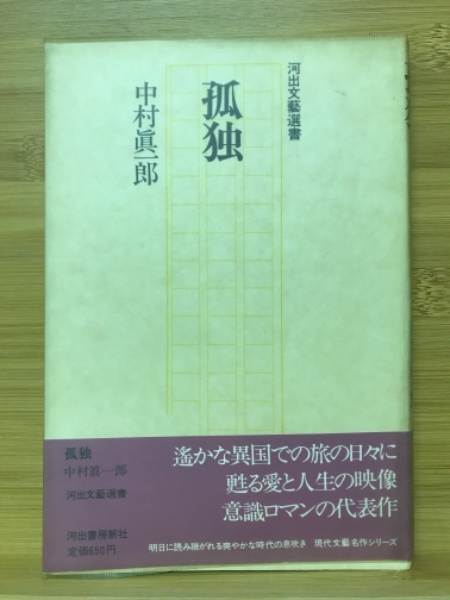 河出文藝選書
孤独
中村眞一郎
孤独
中村眞一郎
河出文藝選書
河出書房新社
定価650円
遙かな異国での旅の日々に
甦る愛と人生の映像
意識ロマンの代表作
明日に読み継がれる爽やかな時代の息吹き 現代文藝名作シリーズ